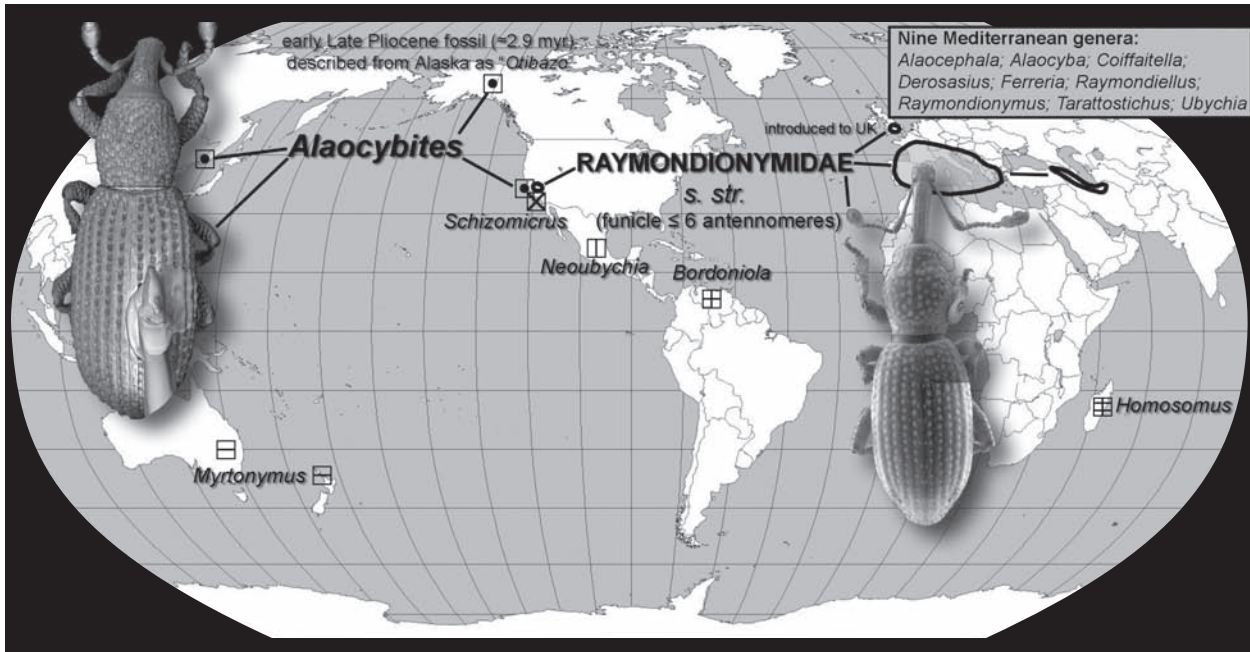 early Late Pliocene fossil (≈2.9 myr)
described from Alaska as "Otibazo"
Nine Mediterranean genera:
Alaocephala; Alaocyba; Coiffaitella;
Derosasius; Ferreria; Raymondiellus;
Raymondionymus; Tarattostichus; Ubychia
introduced to UK
Alaocybites
RAYMONDIONYMIDAE
s. str.
(funicle ≤ 6 antennomeres)
Schizomicrus
Neoubychia
Bordoniola
Homosomus
Myrtonymus